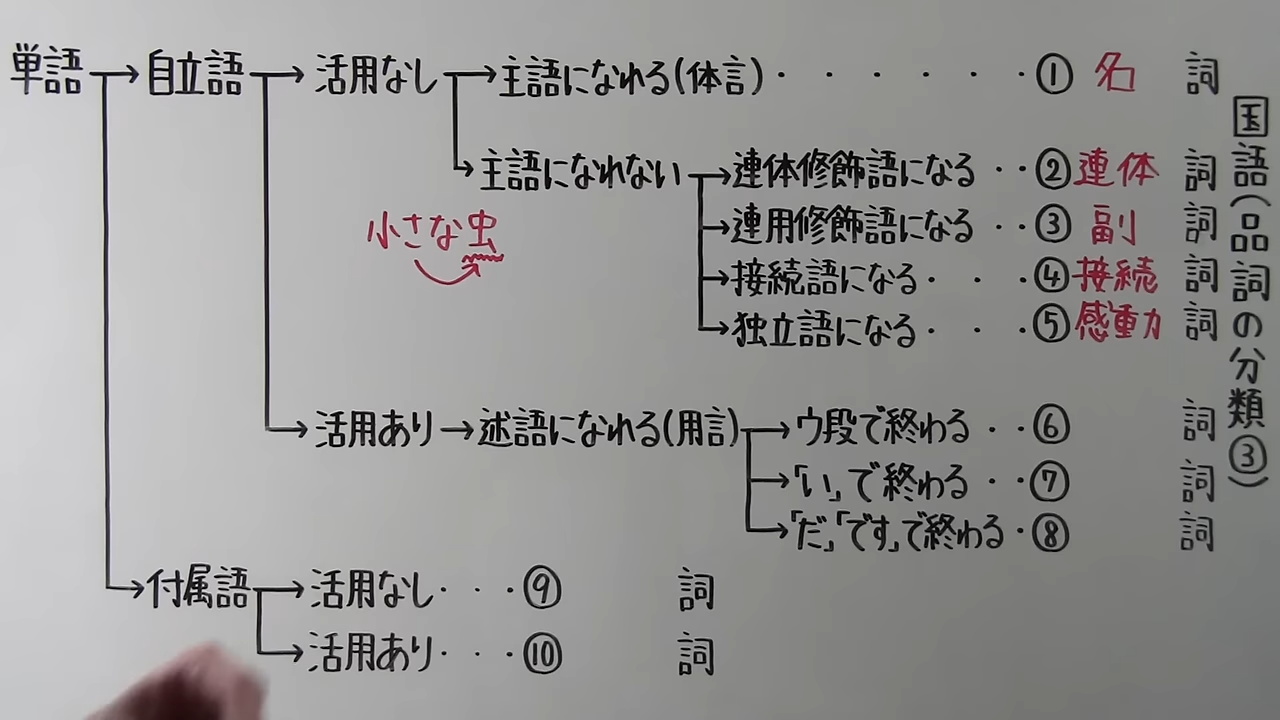 国語(品詞の分類③)
単語 自立語 活用なし 主語になれる(体言)・・・・・・・① 名 詞
主語になれない 連体修飾語になる・・② 連体 詞
小さな虫
連用修飾語になる・・③ 副 詞
接続語になる・・・④ 接続 詞
独立語になる・・・⑤ 感動 詞
活用あり 述語になれる(用言) ウ段で終わる・・⑥ 詞
「い」で終わる・・⑦ 詞
「だ」「です」で終わる・⑧ 詞
付属語 活用なし・・・⑨ 詞
活用あり・・・⑩ 詞